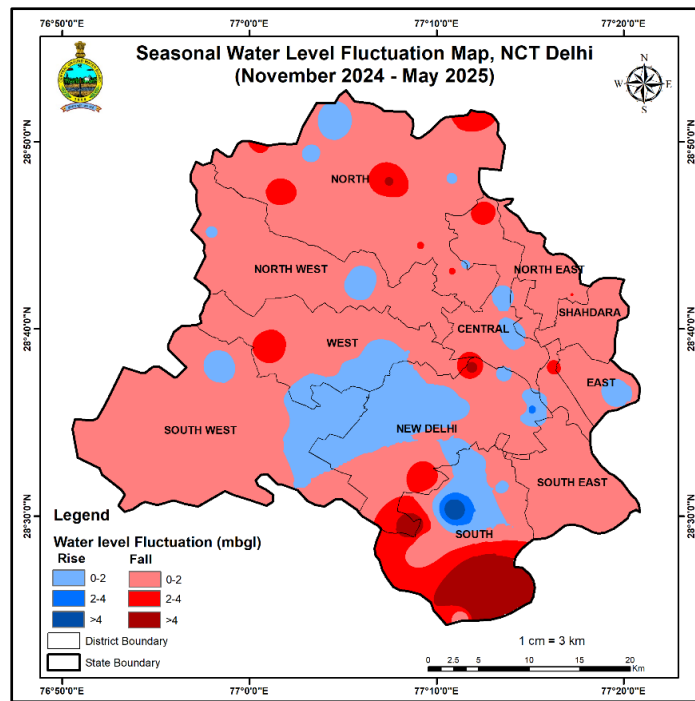 Seasonal Water Level Fluctuation Map, NCT Delhi
(November 2024 - May 2025)
N
W
E
S
76°50'0"E
77°0'0"E
77°10'0"E
77°20'0"E
28°50'0"N
28°50'0"N
NORTH
NORTH WEST
NORTH EAST
SHAHDARA
28°40'0"N
28°40'0"N
CENTRAL
WEST
EAST
SOUTH WEST
NEW DELHI
SOUTH EAST
28°30'0"N
28°30'0"N
SOUTH
Legend
Water level Fluctuation (mbgl)
Rise Fall
0-2 0-2
2-4 2-4
>4 >4
District Boundary
State Boundary
1 cm = 3 km
0 2.5 5 10 15 20
Km
76°50'0"E
77°0'0"E
77°10'0"E
77°20'0"E